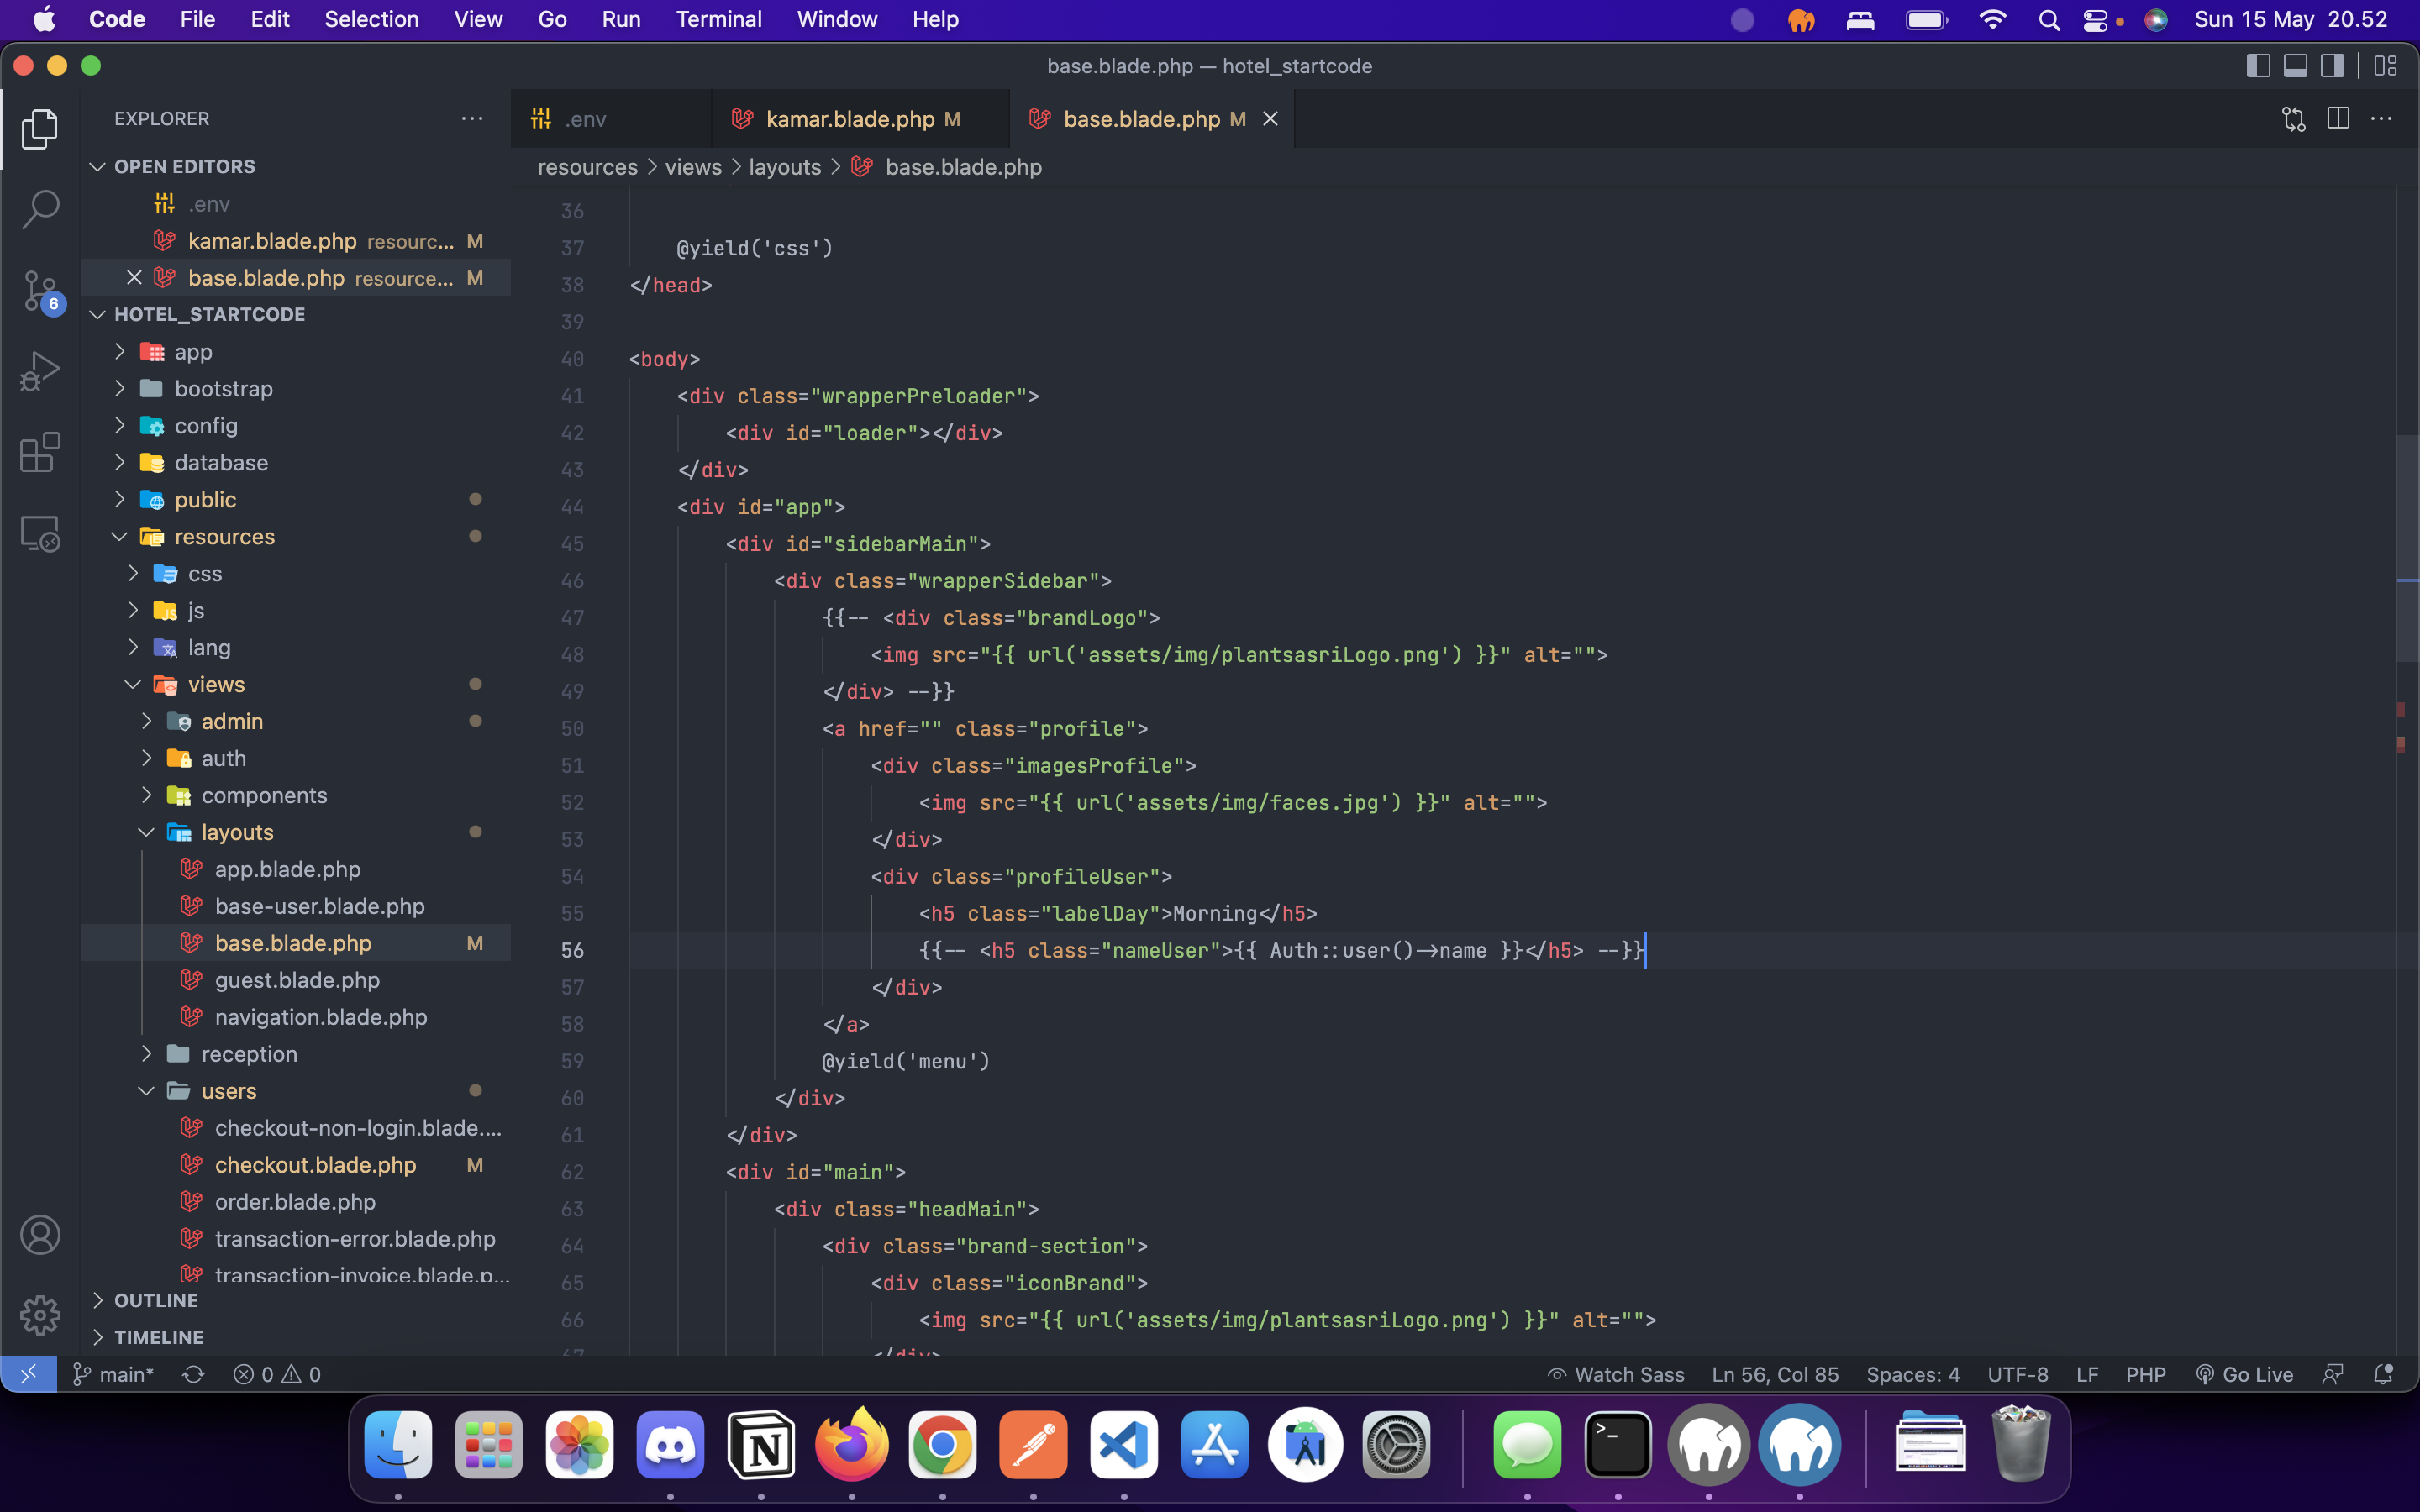 Code File Edit Selection View Go Run Terminal Window Help Sun 15 May 20.52
base.blade.php — hotel_startcode
EXPLORER
OPEN EDITORS
.env
kamar.blade.php resourc... M
base.blade.php resource... M
HOTEL_STARTCODE
app
bootstrap
config
database
public
resources
css
js
lang
views
admin
auth
components
layouts
app.blade.php
base-user.blade.php
base.blade.php M
guest.blade.php
navigation.blade.php
reception
users
checkout-non-login.blade....
checkout.blade.php M
order.blade.php
transaction-error.blade.php
transaction-invoice.blade.p...
OUTLINE
TIMELINE
6
.env kamar.blade.php M base.blade.php M
resources > views > layouts > base.blade.php
36
37 @yield('css')
38 </head>
39
40 <body>
41 <div class="wrapperPreloader">
42 <div id="loader"></div>
43 </div>
44 <div id="app">
45 <div id="sidebarMain">
46 <div class="wrapperSidebar">
47 {{-- <div class="brandLogo">
48 <img src="{{ url('assets/img/plantsasriLogo.png') }}" alt="">
49 </div> --}}
50 <a href="" class="profile">
51 <div class="imagesProfile">
52 <img src="{{ url('assets/img/faces.jpg') }}" alt="">
53 </div>
54 <div class="profileUser">
55 <h5 class="labelDay">Morning</h5>
56 {{-- <h5 class="nameUser">{{ Auth::user()->name }}</h5> --}}
57 </div>
58 </a>
59 @yield('menu')
60 </div>
61 </div>
62 <div id="main">
63 <div class="headMain">
64 <div class="brand-section">
65 <div class="iconBrand">
66 <img src="{{ url('assets/img/plantsasriLogo.png') }}" alt="">
67 </div>
main* 0 0 Watch Sass Ln 56, Col 85 Spaces: 4 UTF-8 LF PHP Go Live